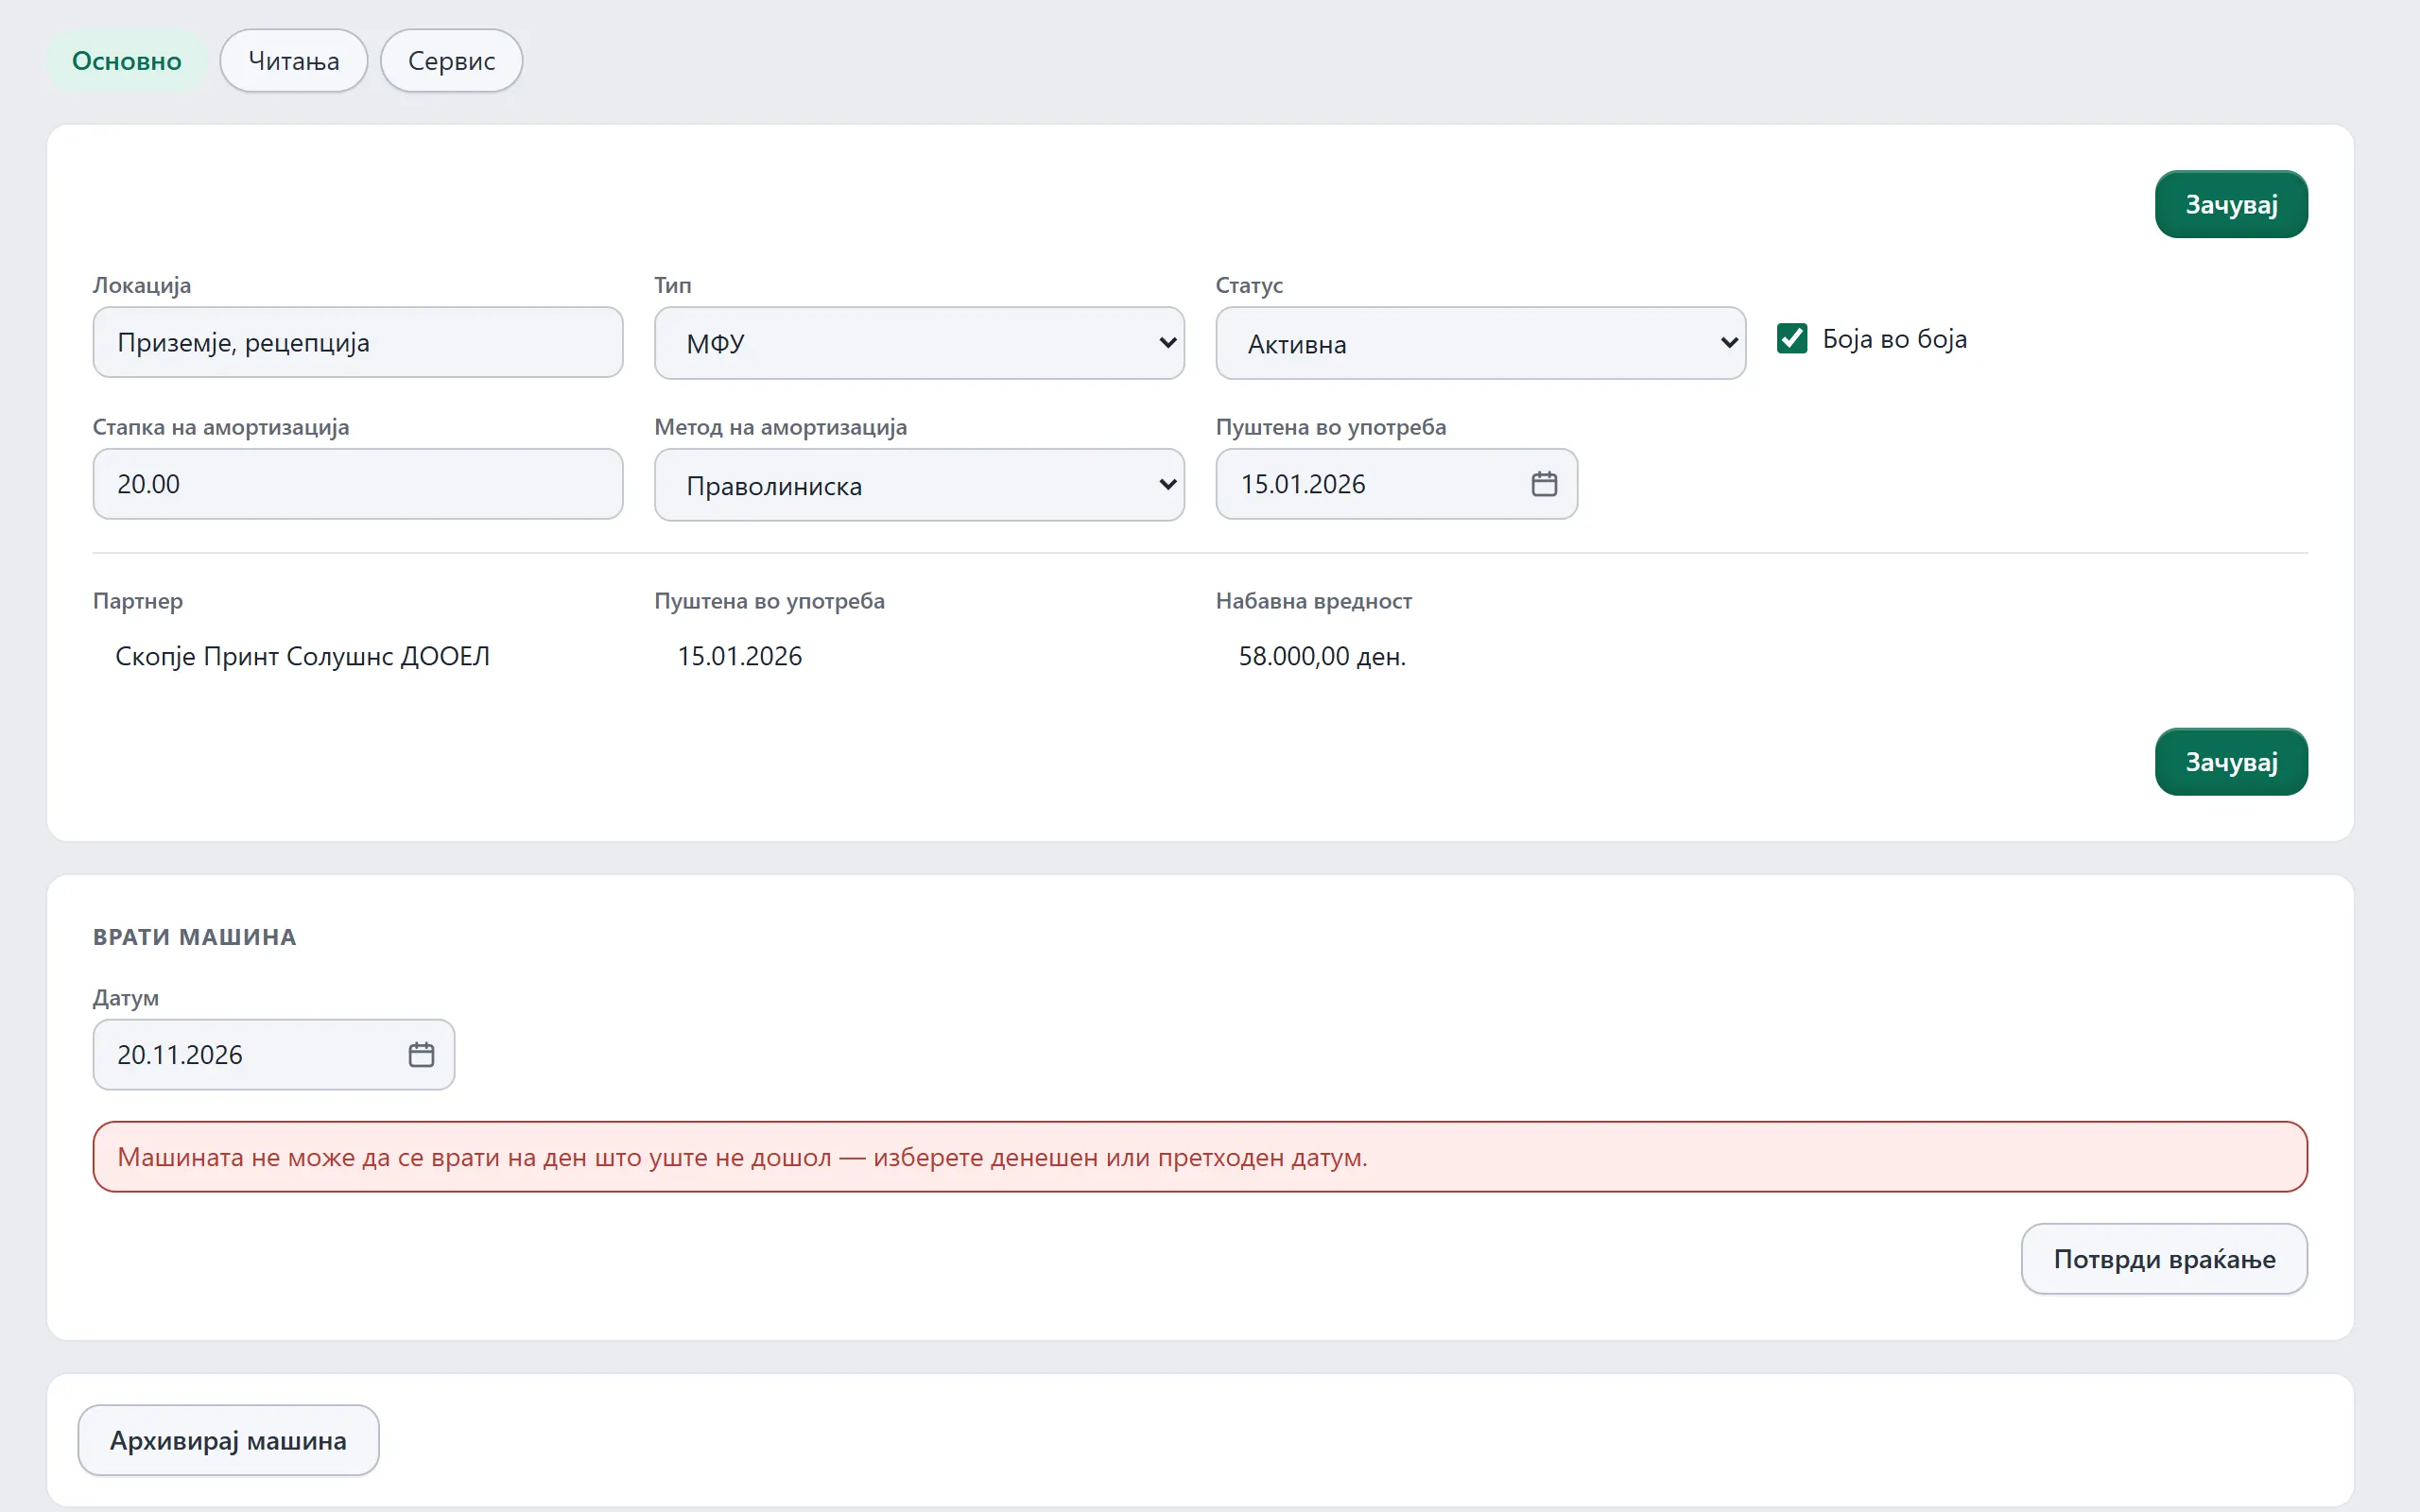 Основно Читања Сервис
Зачувај
Локација Тип Статус
Приземје, рецепција МФУ Активна Боја во боја
Стапка на амортизација Метод на амортизација Пуштена во употреба
20.00 Праволиниска 15.01.2026
Партнер Пуштена во употреба Набавна вредност
Скопје Принт Солушнс ДООЕЛ 15.01.2026 58.000,00 ден.
Зачувај
ВРАТИ МАШИНА
Датум
20.11.2026
Машината не може да се врати на ден што уште не дошол — изберете денешен или претходен датум.
Потврди враќање
Архивирај машина